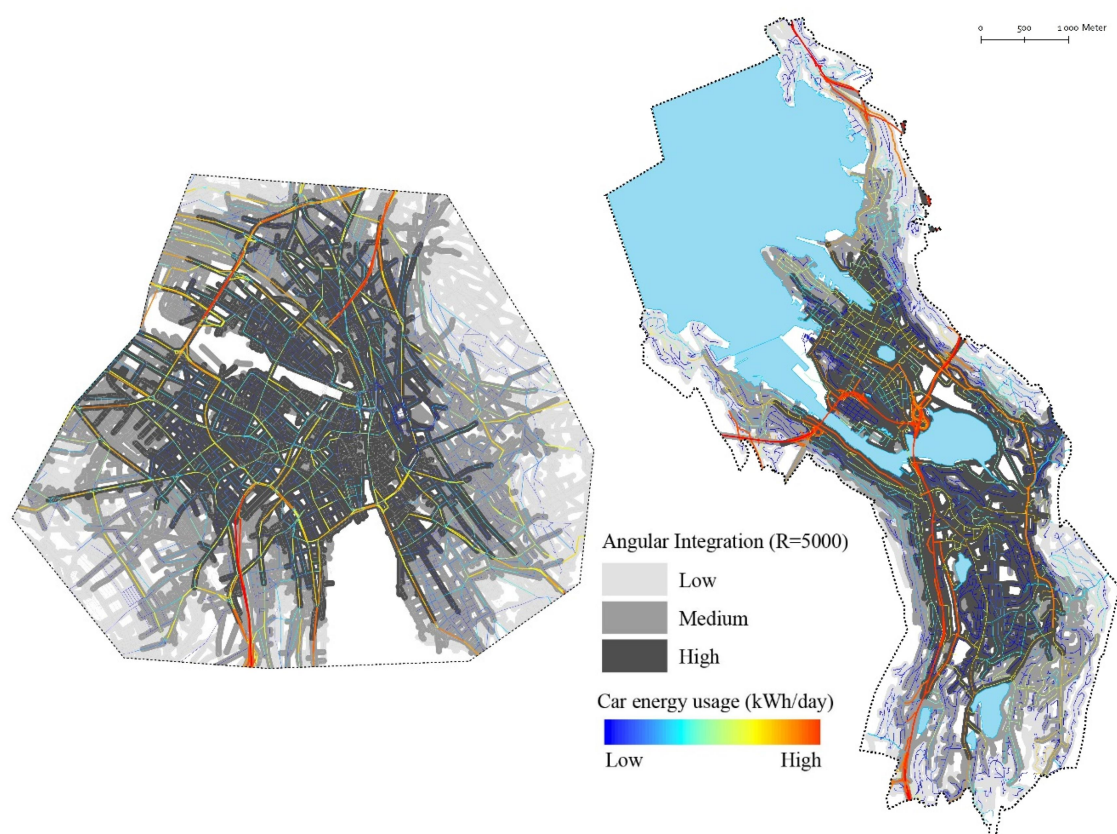 0 500 1 000 Meter
Angular Integration (R=5000)
Low
Medium
High
Car energy usage (kWh/day)
Low High